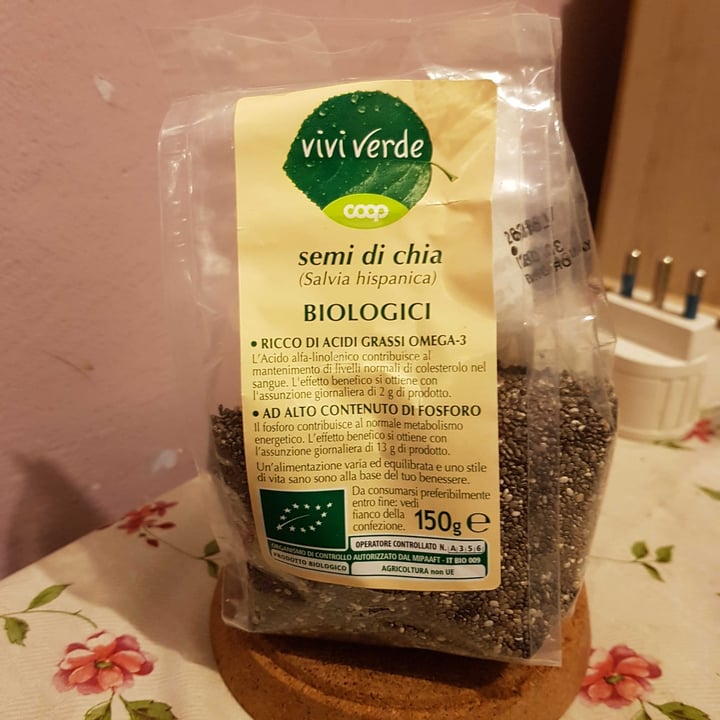 vivi verde
coop
semi di chia
(Salvia hispanica)
BIOLOGICI
• RICCO DI ACIDI GRASSI OMEGA-3
L'Acido alfa-linolenico contribuisce al
mantenimento di livelli normali di colesterolo nel
sangue. L'effetto benefico si ottiene con
l'assunzione giornaliera di 2 g di prodotto.
• AD ALTO CONTENUTO DI FOSFORO
Il fosforo contribuisce al normale metabolismo
energetico. L'effetto benefico si ottiene con
l'assunzione giornaliera di 13 g di prodotto.
Un'alimentazione varia ed equilibrata e uno stile
di vita sano sono alla base del tuo benessere.
Da consumarsi preferibilmente
entro fine: vedi
fianco della
confezione.
150g e
OPERATORE CONTROLLATO N. A356
ORGANISMO DI CONTROLLO AUTORIZZATO DAL MIPAAFT - IT BIO 009
PRODOTTO BIOLOGICO
AGRICOLTURA non UE